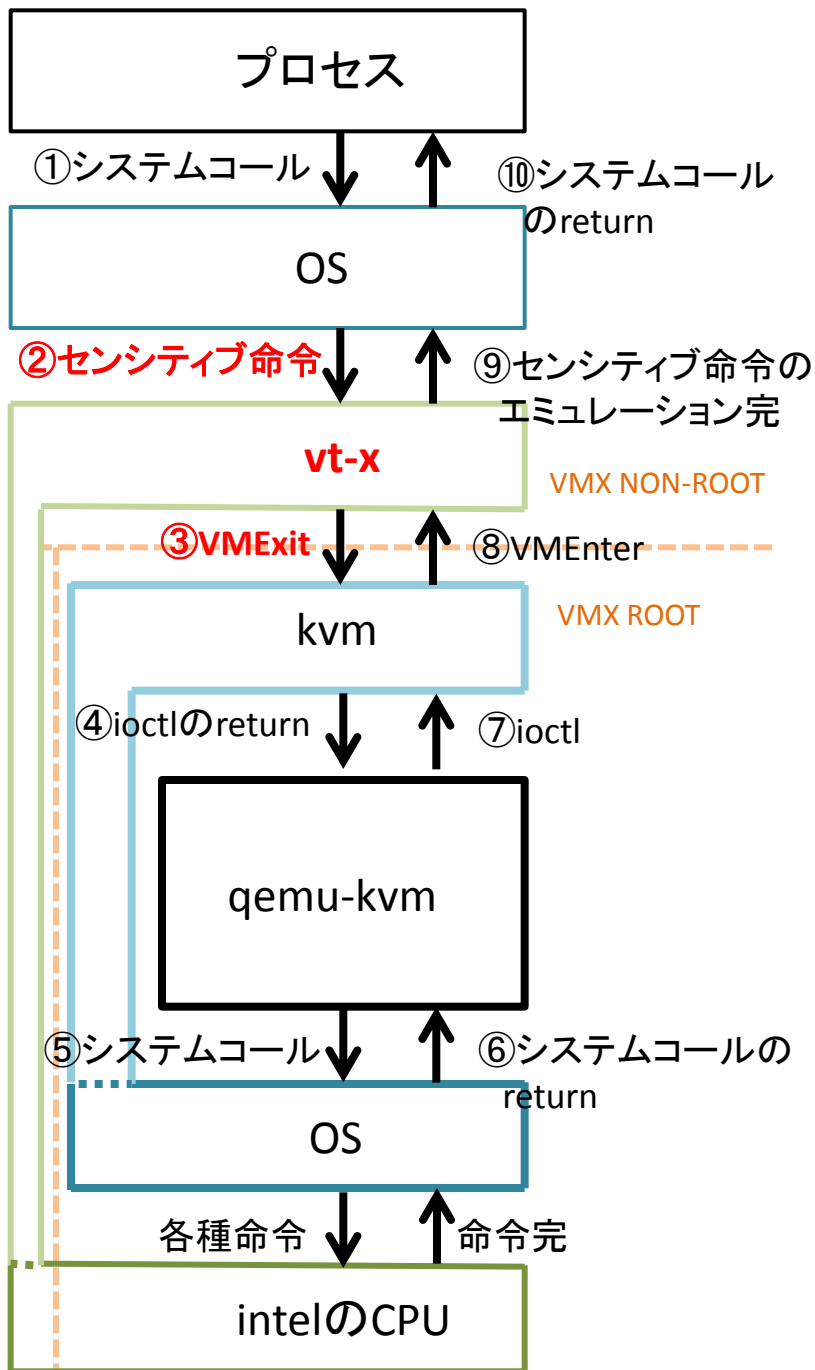 プロセス
①システムコール
⑩システムコール
のreturn
OS
②センシティブ命令
⑨センシティブ命令の
エミュレーション完
vt-x
VMX NON-ROOT
③VMExit
⑧VMEnter
kvm
VMX ROOT
④ioctlのreturn
⑦ioctl
qemu-kvm
⑤システムコール
⑥システムコールの
return
OS
各種命令
命令完
intelのCPU